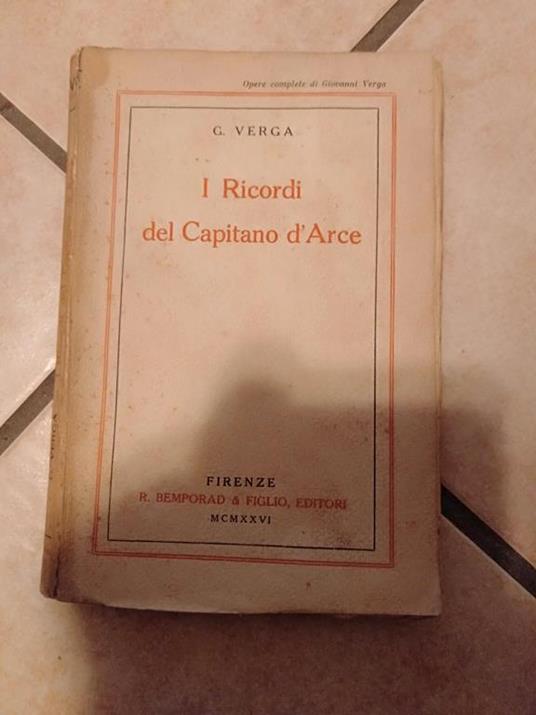 Opere complete di Giovanni Verga
G. VERGA
I Ricordi
del Capitano d'Arce
FIRENZE
R. BEMPORAD & FIGLIO, EDITORI
MCMXXVI